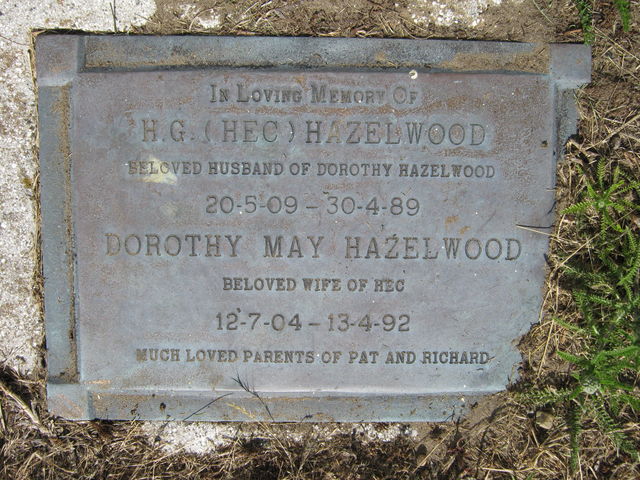 In Loving Memory Of
H.G. (HEC) HAZELWOOD
BELOVED HUSBAND OF DOROTHY HAZELWOOD
20-5-09 - 30-4-89
DOROTHY MAY HAZELWOOD
BELOVED WIFE OF HEC
12-7-04 - 13-4-92
MUCH LOVED PARENTS OF PAT AND RICHARD